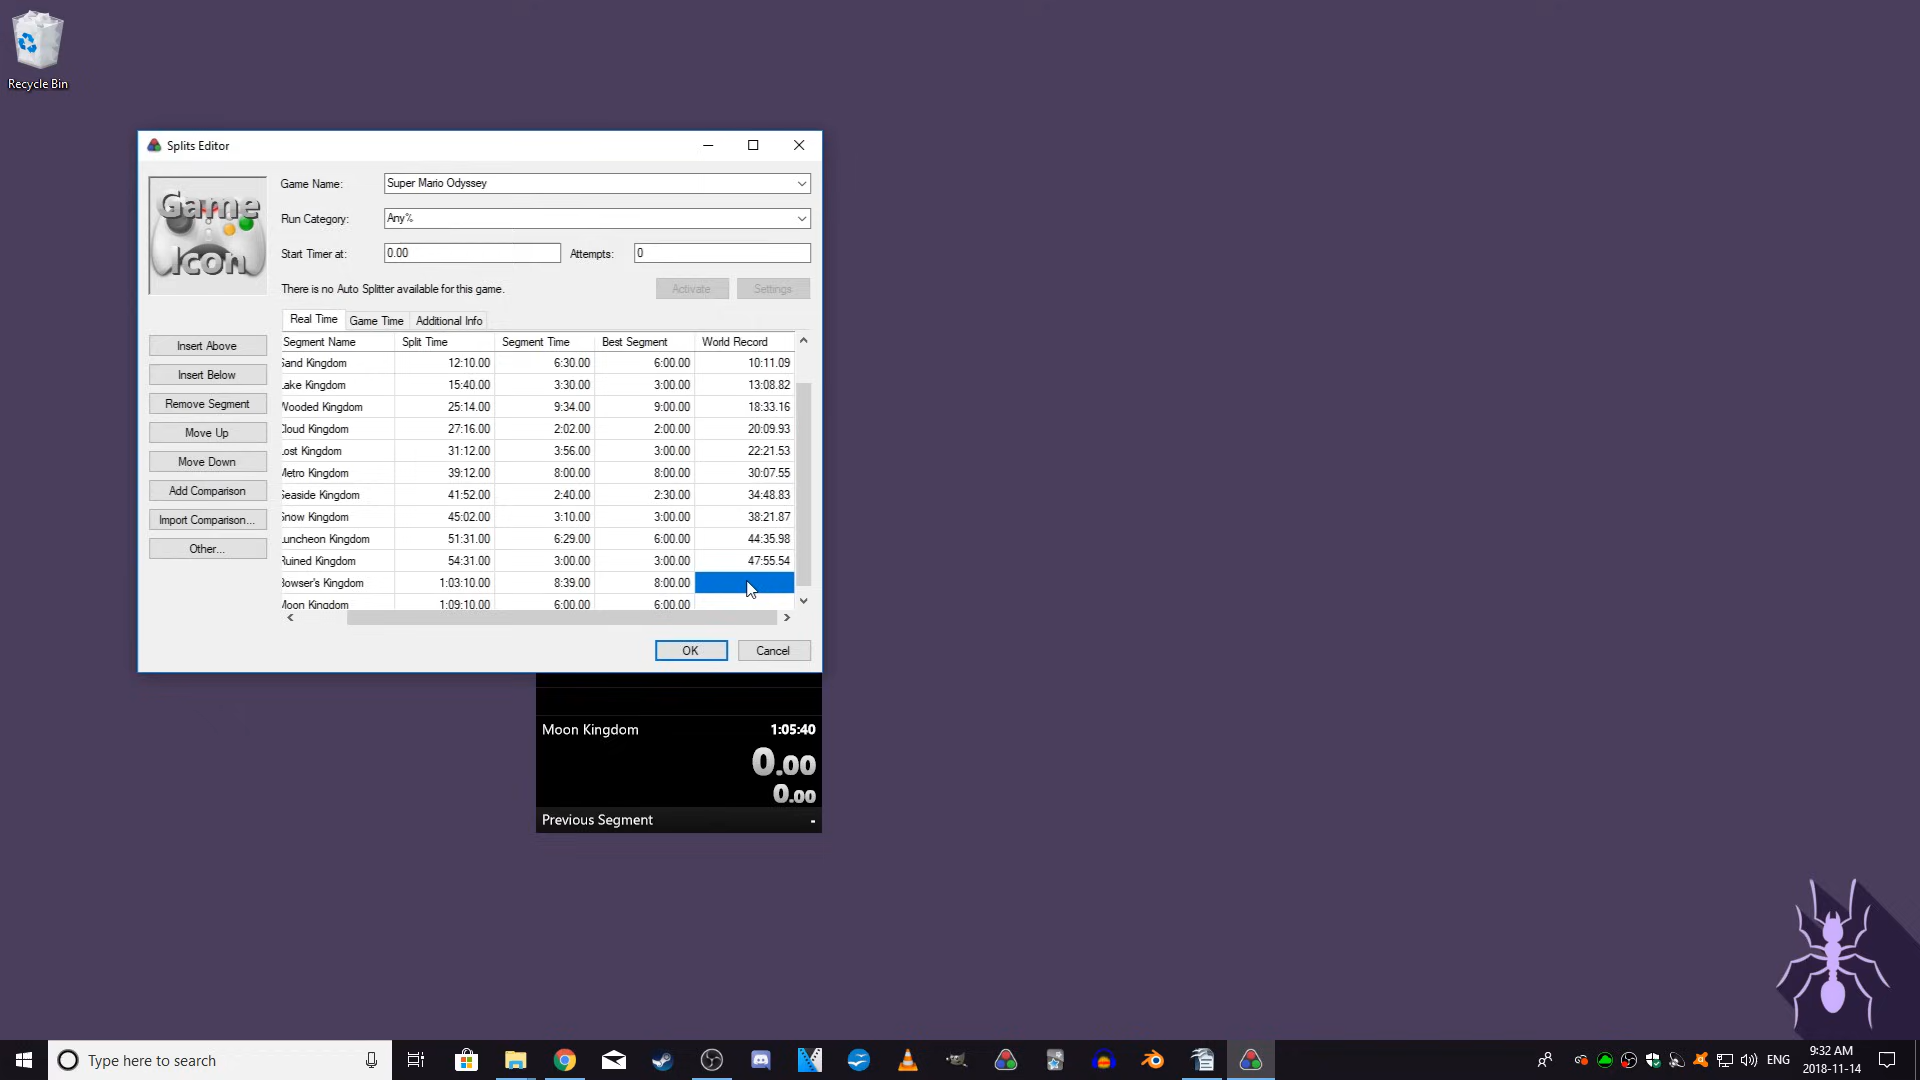 Recycle Bin
Splits Editor
Game Icon
Game Name: Super Mario Odyssey
Run Category: Any%
Start Timer at: 0.00 Attempts: 0
There is no Auto Splitter available for this game. Activate Settings
Real Time Game Time Additional Info
Insert Above
Insert Below
Remove Segment
Move Up
Move Down
Add Comparison
Import Comparison...
Other...
Segment Name Split Time Segment Time Best Segment World Record
Sand Kingdom 12:10.00 6:30.00 6:00.00 10:11.09
Lake Kingdom 15:40.00 3:30.00 3:00.00 13:08.82
Wooded Kingdom 25:14.00 9:34.00 9:00.00 18:33.16
Cloud Kingdom 27:16.00 2:02.00 2:00.00 20:09.93
Lost Kingdom 31:12.00 3:56.00 3:00.00 22:21.53
Metro Kingdom 39:12.00 8:00.00 8:00.00 30:07.55
Seaside Kingdom 41:52.00 2:40.00 2:30.00 34:48.83
Snow Kingdom 45:02.00 3:10.00 3:00.00 38:21.87
Luncheon Kingdom 51:31.00 6:29.00 6:00.00 44:35.98
Ruined Kingdom 54:31.00 3:00.00 3:00.00 47:55.54
Bowser's Kingdom 1:03:10.00 8:39.00 8:00.00
Moon Kingdom 1:09:10.00 6:00.00 6:00.00
OK Cancel
Moon Kingdom 1:05:40
0.00
0.00
Previous Segment -
Type here to search
ENG
9:32 AM
2018-11-14